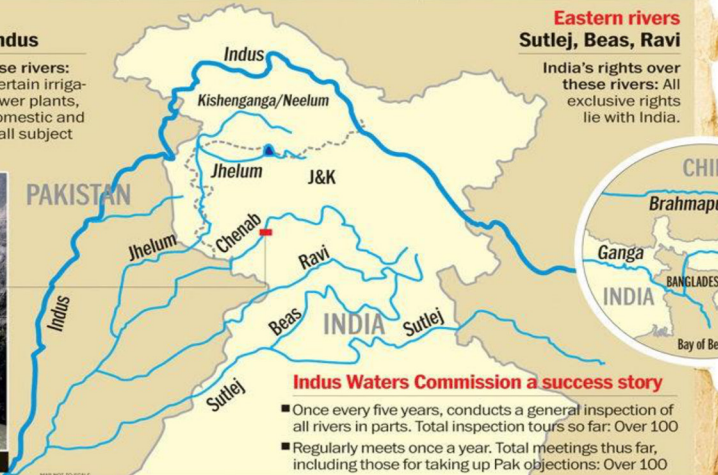 ndus
se rivers:
ertain irriga-
wer plants,
omestic and
all subject
Eastern rivers
Sutlej, Beas, Ravi
India's rights over
these rivers: All
exclusive rights
lie with India.
Indus
Kishenganga/Neelum
Jhelum
J&K
PAKISTAN
Jhelum
Chenab
Ravi
Indus
Beas
INDIA
Sutlej
Sutlej
CHI
Brahmapu
Ganga
INDIA
BANGLADES
Bay of Be
Indus Waters Commission a success story
■ Once every five years, conducts a general inspection of
all rivers in parts. Total inspection tours so far: Over 100
■ Regularly meets once a year. Total meetings thus far,
including those for taking up Pak objections: Over 100